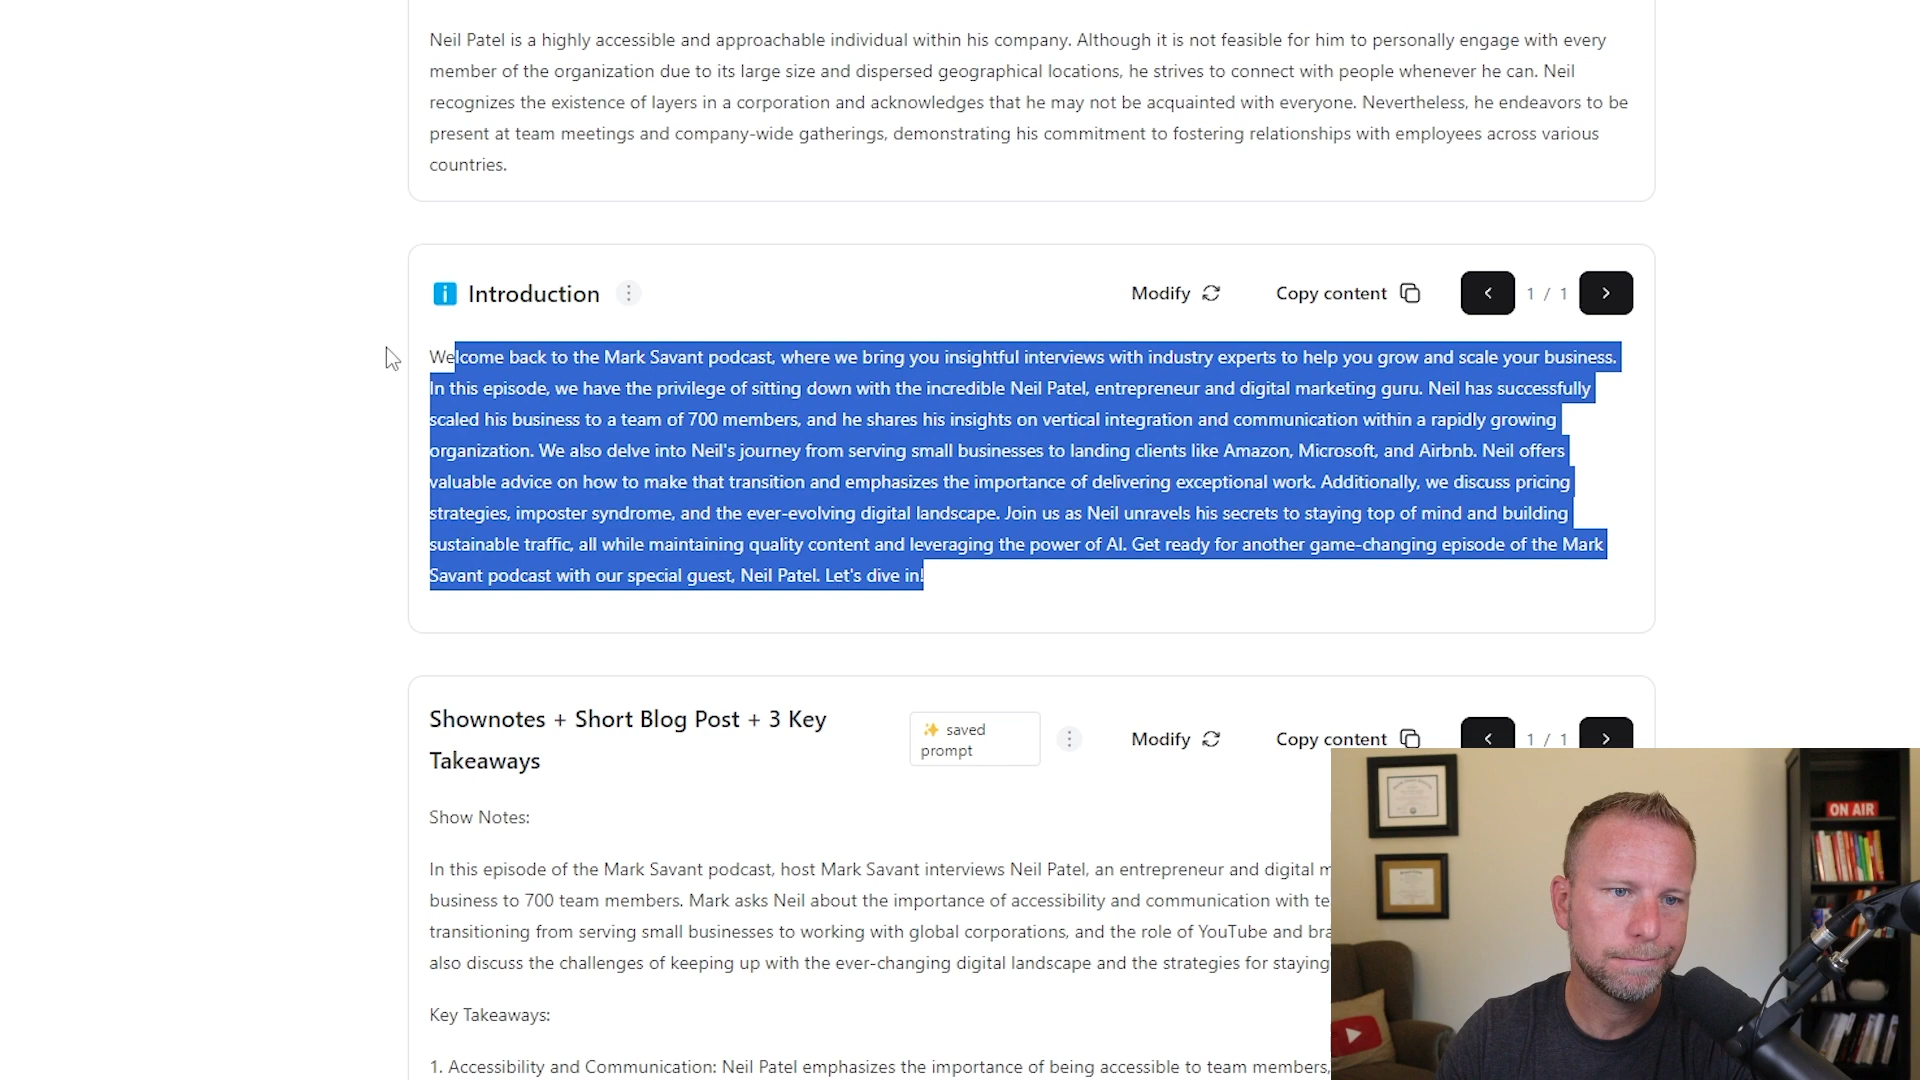 Neil Patel is a highly accessible and approachable individual within his company. Although it is not feasible for him to personally engage with every
member of the organization due to its large size and dispersed geographical locations, he strives to connect with people whenever he can. Neil
recognizes the existence of layers in a corporation and acknowledges that he may not be acquainted with everyone. Nevertheless, he endeavors to be
present at team meetings and company-wide gatherings, demonstrating his commitment to fostering relationships with employees across various
countries.
Introduction
Modify
Copy content
1 / 1
Welcome back to the Mark Savant podcast, where we bring you insightful interviews with industry experts to help you grow and scale your business.
In this episode, we have the privilege of sitting down with the incredible Neil Patel, entrepreneur and digital marketing guru. Neil has successfully
scaled his business to a team of 700 members, and he shares his insights on vertical integration and communication within a rapidly growing
organization. We also delve into Neil's journey from serving small businesses to landing clients like Amazon, Microsoft, and Airbnb. Neil offers
valuable advice on how to make that transition and emphasizes the importance of delivering exceptional work. Additionally, we discuss pricing
strategies, imposter syndrome, and the ever-evolving digital landscape. Join us as Neil unravels his secrets to staying top of mind and building
sustainable traffic, all while maintaining quality content and leveraging the power of AI. Get ready for another game-changing episode of the Mark
Savant podcast with our special guest, Neil Patel. Let's dive in!
Shownotes + Short Blog Post + 3 Key
Takeaways
✨ saved
prompt
Modify
Copy content
1 / 1
Show Notes:
In this episode of the Mark Savant podcast, host Mark Savant interviews Neil Patel, an entrepreneur and digital m
business to 700 team members. Mark asks Neil about the importance of accessibility and communication with te
transitioning from serving small businesses to working with global corporations, and the role of YouTube and bra
also discuss the challenges of keeping up with the ever-changing digital landscape and the strategies for staying
Key Takeaways:
1. Accessibility and Communication: Neil Patel emphasizes the importance of being accessible to team members,
ON AIR